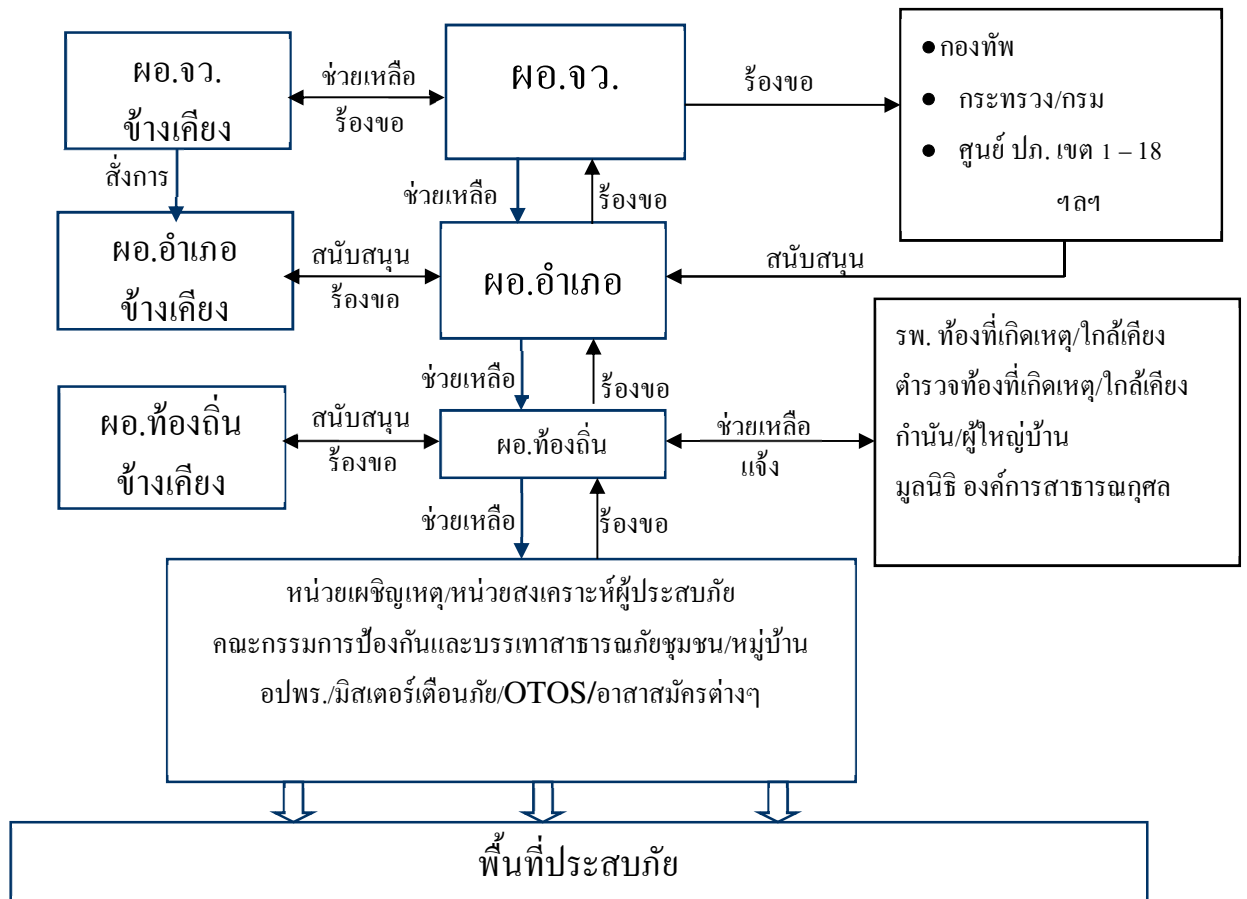 ผอ.จว.
ข้างเคียง
ช่วยเหลือ
ร้องขอ
ผอ.จว.
ร้องขอ
● กองทัพ
● กระทรวง/กรม
● ศูนย์ ปภ. เขต 1 – 18
ฯลฯ
สั่งการ
ช่วยเหลือ
ร้องขอ
ผอ.อำเภอ
ข้างเคียง
สนับสนุน
ร้องขอ
ผอ.อำเภอ
สนับสนุน
ช่วยเหลือ
ร้องขอ
รพ. ท้องที่เกิดเหตุ/ใกล้เคียง
ตำรวจท้องที่เกิดเหตุ/ใกล้เคียง
กำนัน/ผู้ใหญ่บ้าน
มูลนิธิ องค์การสาธารณกุศล
ผอ.ท้องถิ่น
ข้างเคียง
สนับสนุน
ร้องขอ
ผอ.ท้องถิ่น
ช่วยเหลือ
แจ้ง
ช่วยเหลือ
ร้องขอ
หน่วยเผชิญเหตุ/หน่วยสงเคราะห์ผู้ประสบภัย
คณะกรรมการป้องกันและบรรเทาสาธารณภัยชุมชน/หมู่บ้าน
อปพร./มิสเตอร์เตือนภัย/OTOS/อาสาสมัครต่างๆ
พื้นที่ประสบภัย